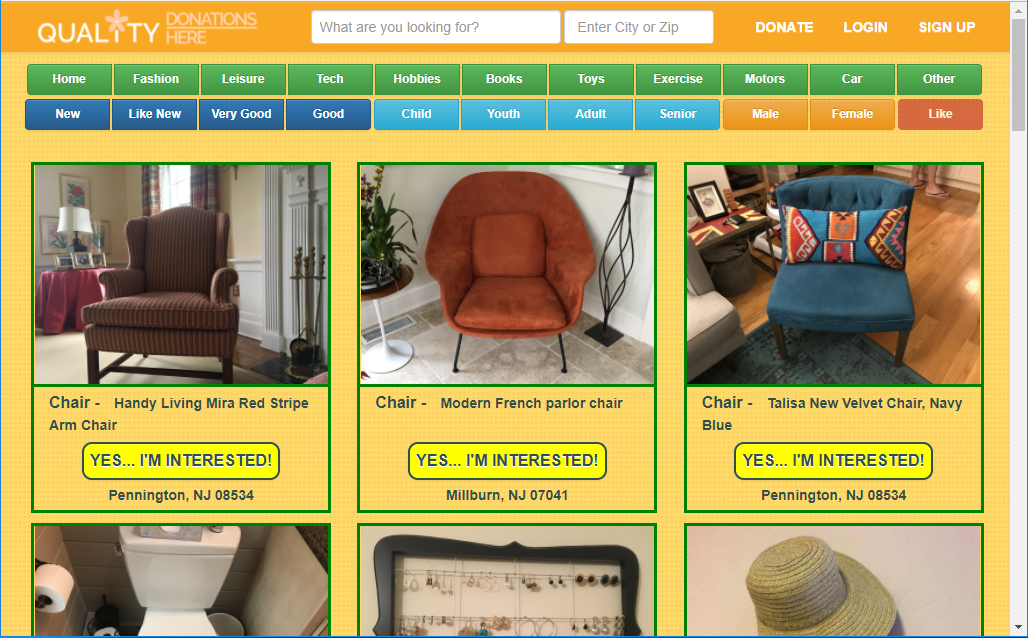 QUALITY DONATIONS HERE
What are you looking for?
Enter City or Zip
DONATE LOGIN SIGN UP
Home Fashion Leisure Tech Hobbies Books Toys Exercise Motors Car Other
New Like New Very Good Good Child Youth Adult Senior Male Female Like
Chair - Handy Living Mira Red Stripe
Arm Chair
YES... I'M INTERESTED!
Pennington, NJ 08534
Chair - Modern French parlor chair
YES... I'M INTERESTED!
Millburn, NJ 07041
Chair - Talisa New Velvet Chair, Navy
Blue
YES... I'M INTERESTED!
Pennington, NJ 08534